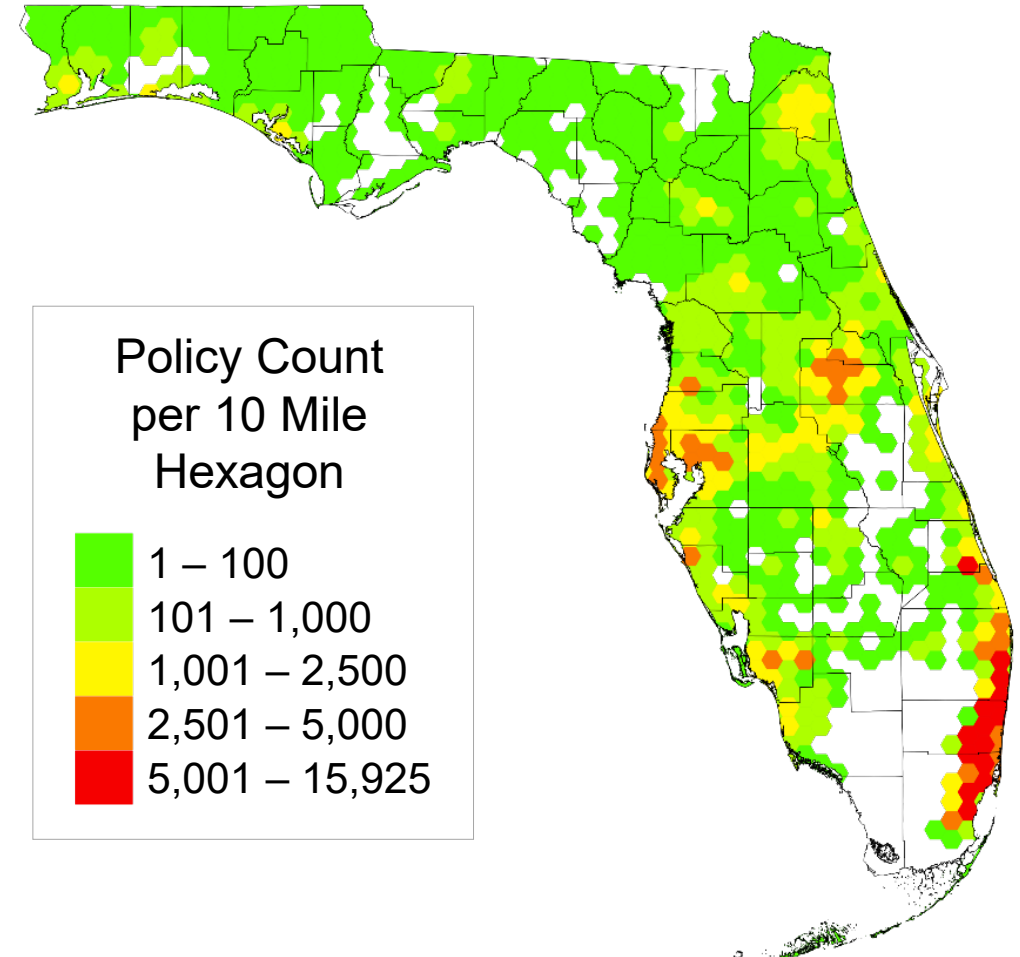 Policy Count
per 10 Mile
Hexagon
1 – 100
101 – 1,000
1,001 – 2,500
2,501 – 5,000
5,001 – 15,925